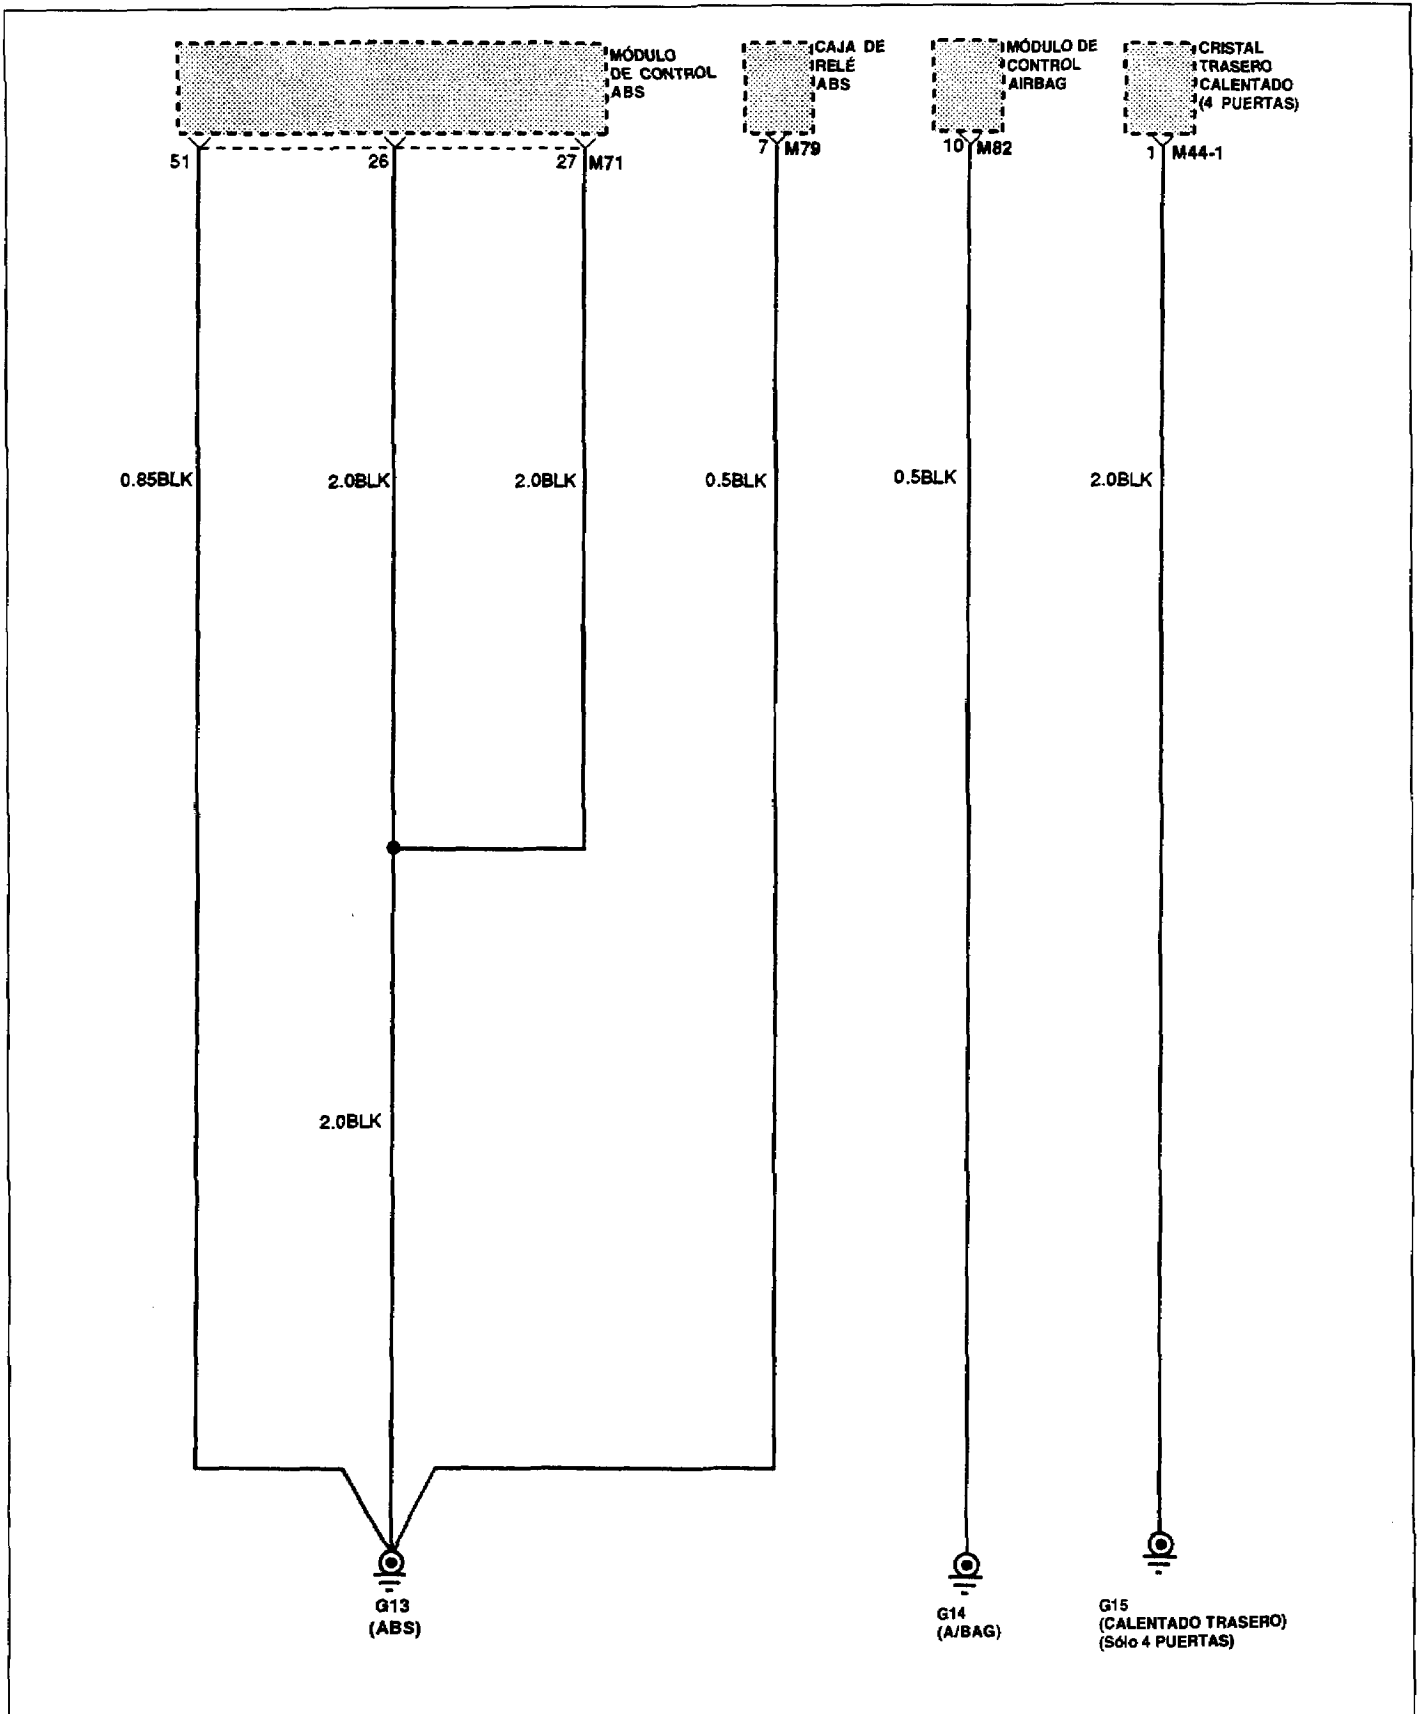 MÓDULO
DE CONTROL
ABS
CAJA DE
RELÉ
ABS
MÓDULO DE
CONTROL
AIRBAG
CRISTAL
TRASERO
CALENTADO
(4 PUERTAS)
51
26
27
M71
7
M79
10
M82
1
M44-1
0.85BLK
2.0BLK
2.0BLK
0.5BLK
0.5BLK
2.0BLK
2.0BLK
G13
(ABS)
G14
(A/BAG)
G15
(CALENTADO TRASERO)
(Sólo 4 PUERTAS)